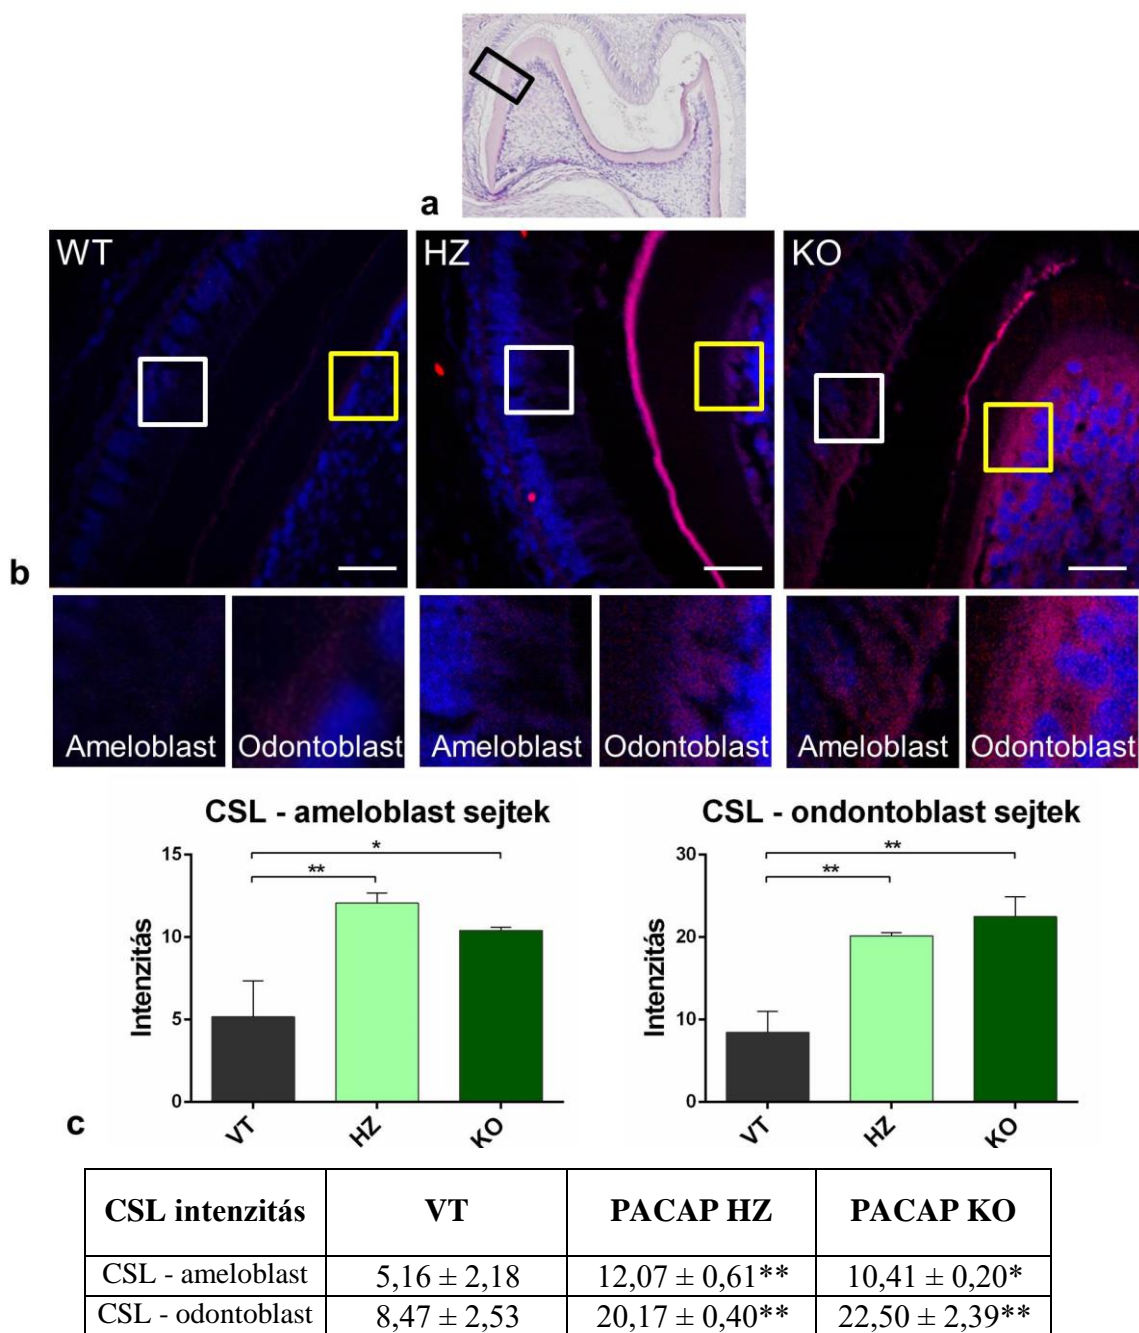 a
WT HZ KO
b
Ameloblast Odontoblast Ameloblast Odontoblast Ameloblast Odontoblast
CSL - ameloblast sejtek
15
10
5
0
Intenzitás
**
*
VT HZ KO
CSL - ondontoblast sejtek
30
20
10
0
Intenzitás
**
**
VT HZ KO
c
CSL intenzitás VT PACAP HZ PACAP KO
CSL - ameloblast 5,16 ± 2,18 12,07 ± 0,61** 10,41 ± 0,20*
CSL - odontoblast 8,47 ± 2,53 20,17 ± 0,40** 22,50 ± 2,39**